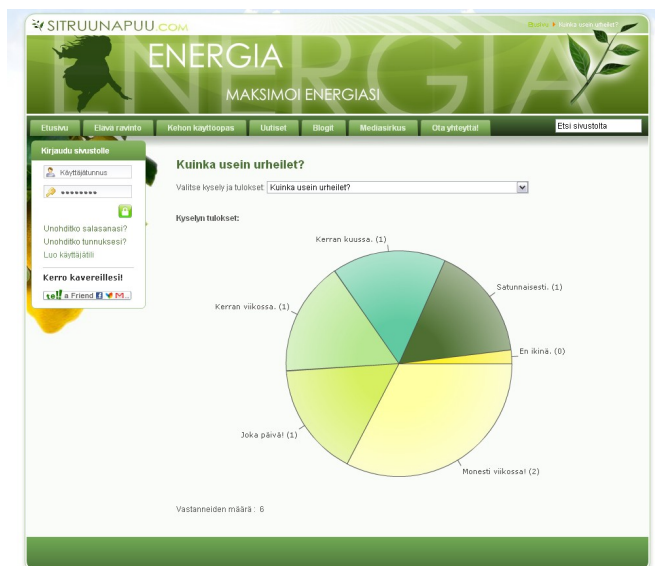 SITRUUNAPUU.COM
Etusivu Kuinka usein urheilet?
ENERGIA
ENERGIA
MAKSIMOI ENERGIASI
Etusivu Elävä ravinto Kehon käyttöopas Uutiset Blogit Mediasirkus Ota yhteyttä! Etsi sivustolta
Kirjaudu sivustolle
Käyttäjätunnus
Unohditko salasanasi?
Unohditko tunnuksesi?
Luo käyttäjätili
Kerro kavereillesi!
tell a Friend f M...
Kuinka usein urheilet?
Valitse kysely ja tulokset Kuinka usein urheilet?
Kyselyn tulokset:
Kerran kuussa. (1)
Satunnaisesti. (1)
Kerran viikossa. (1)
En ikinä. (0)
Joka päivä! (1)
Monesti viikossa! (2)
Vastanneiden määrä : 6